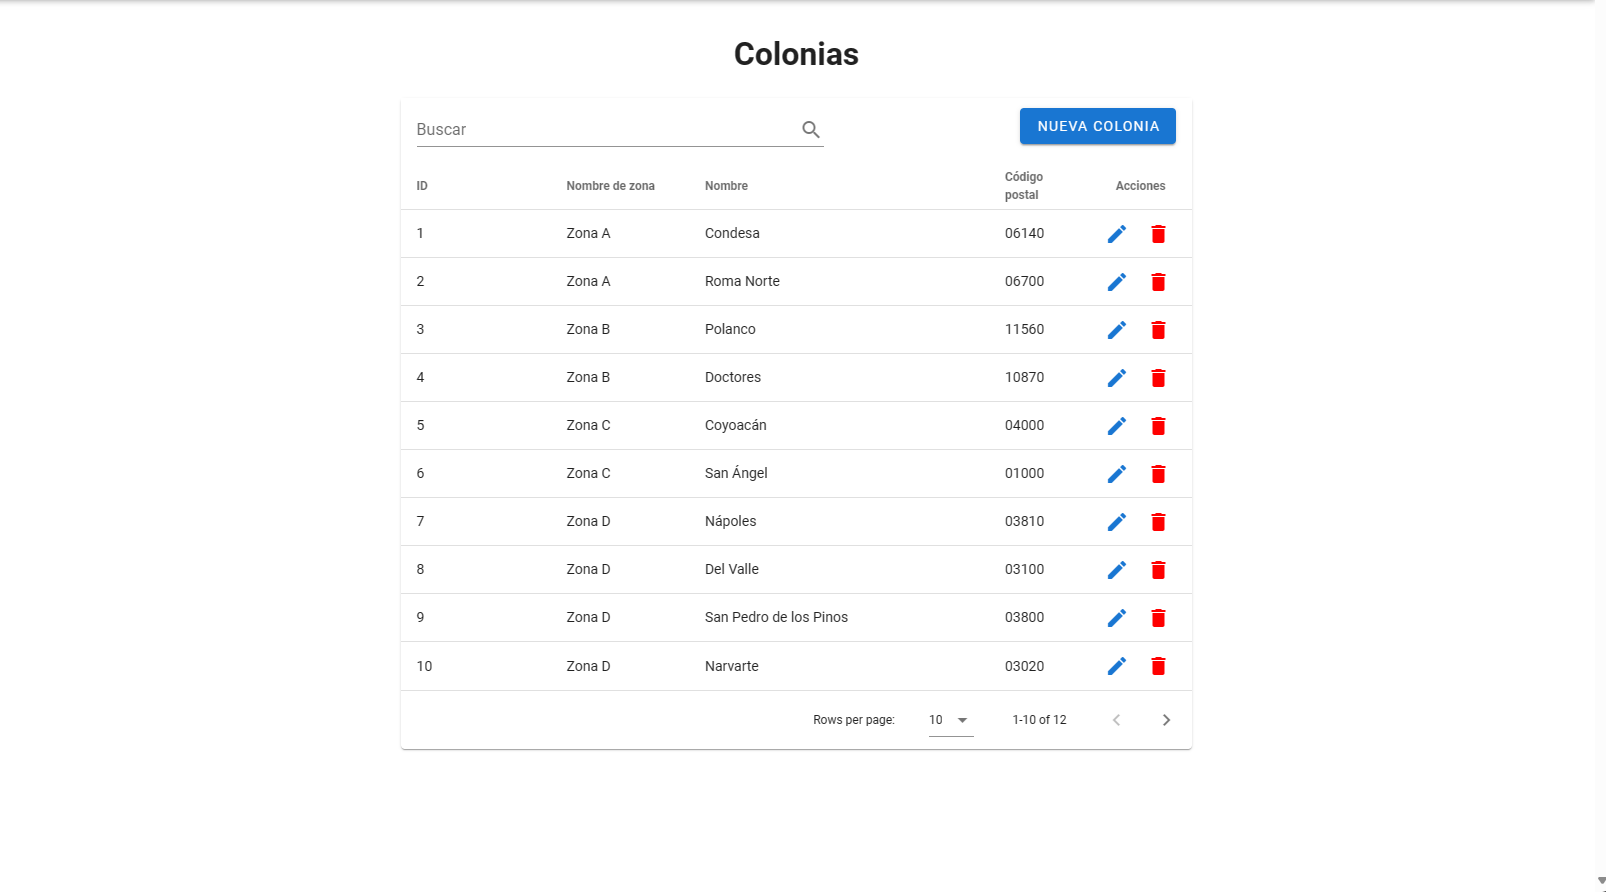 Colonias
Buscar
NUEVA COLONIA
ID Nombre de zona Nombre Código postal Acciones
1 Zona A Condesa 06140
2 Zona A Roma Norte 06700
3 Zona B Polanco 11560
4 Zona B Doctores 10870
5 Zona C Coyoacán 04000
6 Zona C San Ángel 01000
7 Zona D Nápoles 03810
8 Zona D Del Valle 03100
9 Zona D San Pedro de los Pinos 03800
10 Zona D Narvarte 03020
Rows per page: 10 1-10 of 12